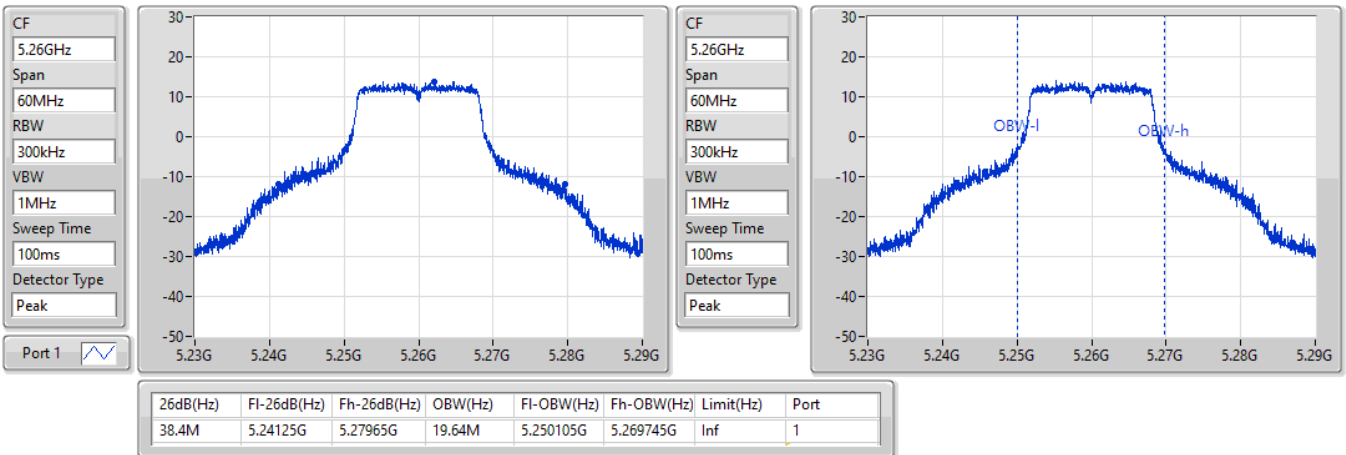 CF
5.26GHz
Span
60MHz
RBW
300kHz
VBW
1MHz
Sweep Time
100ms
Detector Type
Peak
Port 1
30
20
10
0
-10
-20
-30
-40
-50
5.23G 5.24G 5.25G 5.26G 5.27G 5.28G 5.29G
CF
5.26GHz
Span
60MHz
RBW
300kHz
VBW
1MHz
Sweep Time
100ms
Detector Type
Peak
30
20
10
0
-10
-20
-30
-40
-50
OBW-l
OBW-h
5.23G 5.24G 5.25G 5.26G 5.27G 5.28G 5.29G
26dB(Hz) Fl-26dB(Hz) Fh-26dB(Hz) OBW(Hz) Fl-OBW(Hz) Fh-OBW(Hz) Limit(Hz) Port
38.4M 5.24125G 5.27965G 19.64M 5.250105G 5.269745G Inf 1